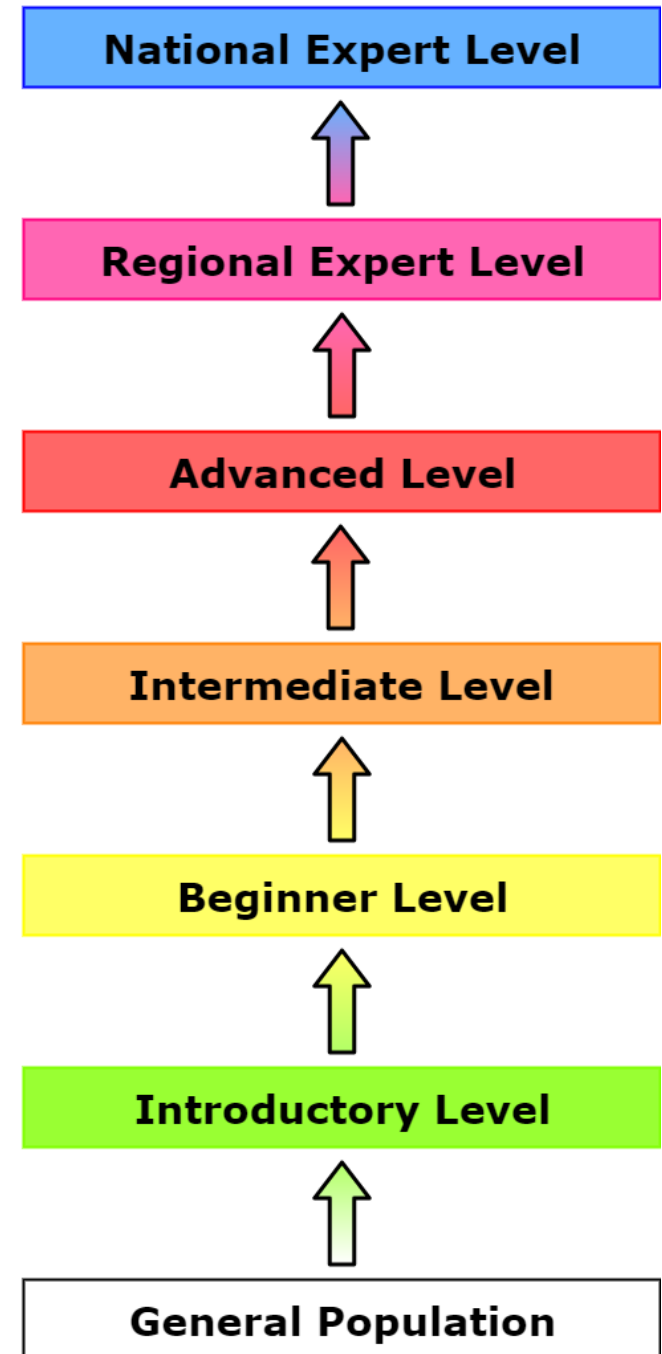 National Expert Level
Regional Expert Level
Advanced Level
Intermediate Level
Beginner Level
Introductory Level
General Population